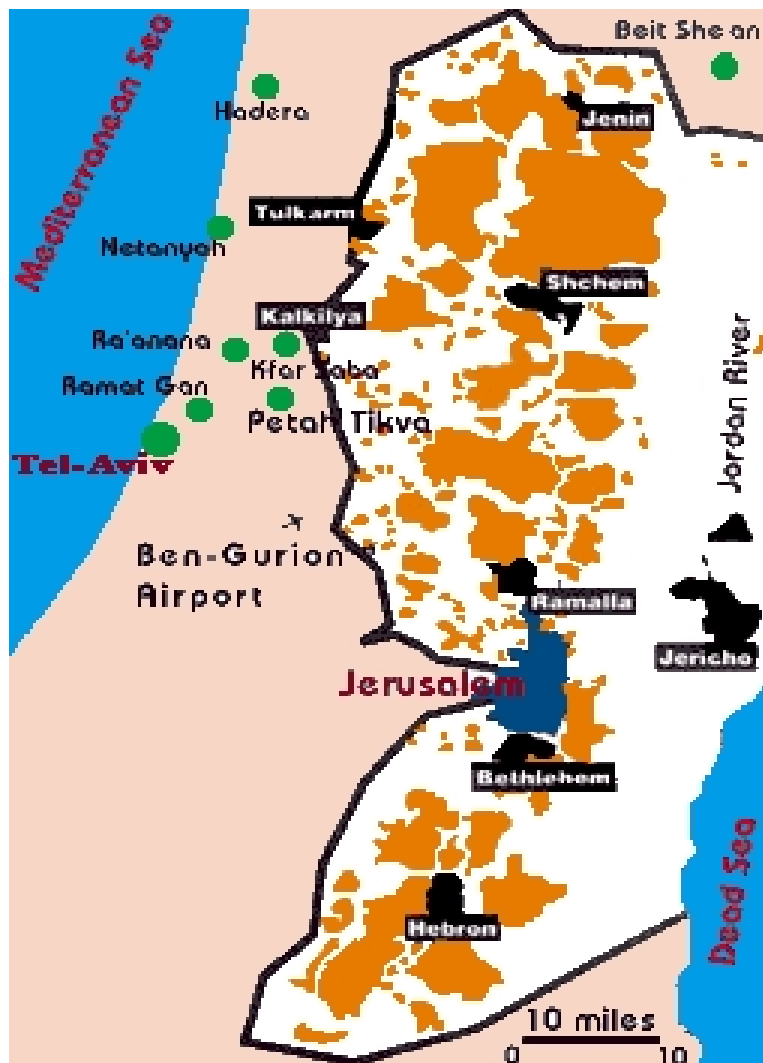 Beit She'an
Mediterranean Sea
Hadera
Jenin
Tulkarm
Netanyah
Shchem
Kalkilya
Ra'anana
Kfar Saba
Ramat Gan
Petah Tikva
Tel-Aviv
Jordan River
Ben-Gurion
Airport
Ramalla
Jericho
Jerusalem
Bethlehem
Dead Sea
Hebron
10 miles
0 10